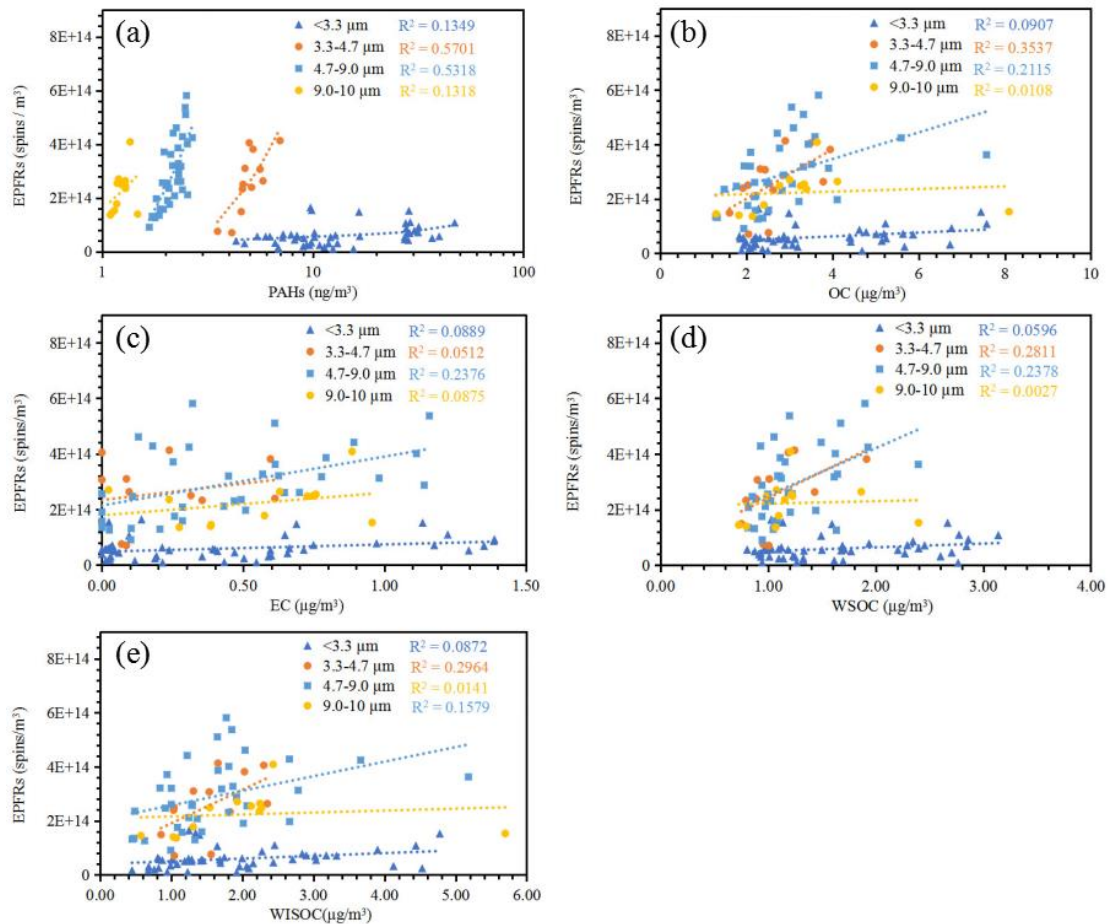 (a)
<3.3 µm R² = 0.1349
3.3-4.7 µm R² = 0.5701
4.7-9.0 µm R² = 0.5318
9.0-10 µm R² = 0.1318
8E+14
6E+14
4E+14
2E+14
0
EPFRs (spins / m³)
1 10 100
PAHs (ng/m³)
(b)
<3.3 µm R² = 0.0907
3.3-4.7 µm R² = 0.3537
4.7-9.0 µm R² = 0.2115
9.0-10 µm R² = 0.0108
8E+14
6E+14
4E+14
2E+14
0
EPFRs (spins/m³)
0 2 4 6 8 10
OC (µg/m³)
(c)
<3.3 µm R² = 0.0889
3.3-4.7 µm R² = 0.0512
4.7-9.0 µm R² = 0.2376
9.0-10 µm R² = 0.0875
8E+14
6E+14
4E+14
2E+14
0
EPFRs (spins/m³)
0.00 0.50 1.00 1.50
EC (µg/m³)
(d)
<3.3 µm R² = 0.0596
3.3-4.7 µm R² = 0.2811
4.7-9.0 µm R² = 0.2378
9.0-10 µm R² = 0.0027
8E+14
6E+14
4E+14
2E+14
0
EPFRs (spins/m³)
0.00 1.00 2.00 3.00 4.00
WSOC (µg/m³)
(e)
<3.3 µm R² = 0.0872
3.3-4.7 µm R² = 0.2964
4.7-9.0 µm R² = 0.0141
9.0-10 µm R² = 0.1579
8E+14
6E+14
4E+14
2E+14
0
EPFRs (spins/m³)
0.00 1.00 2.00 3.00 4.00 5.00 6.00
WISOC(µg/m³)